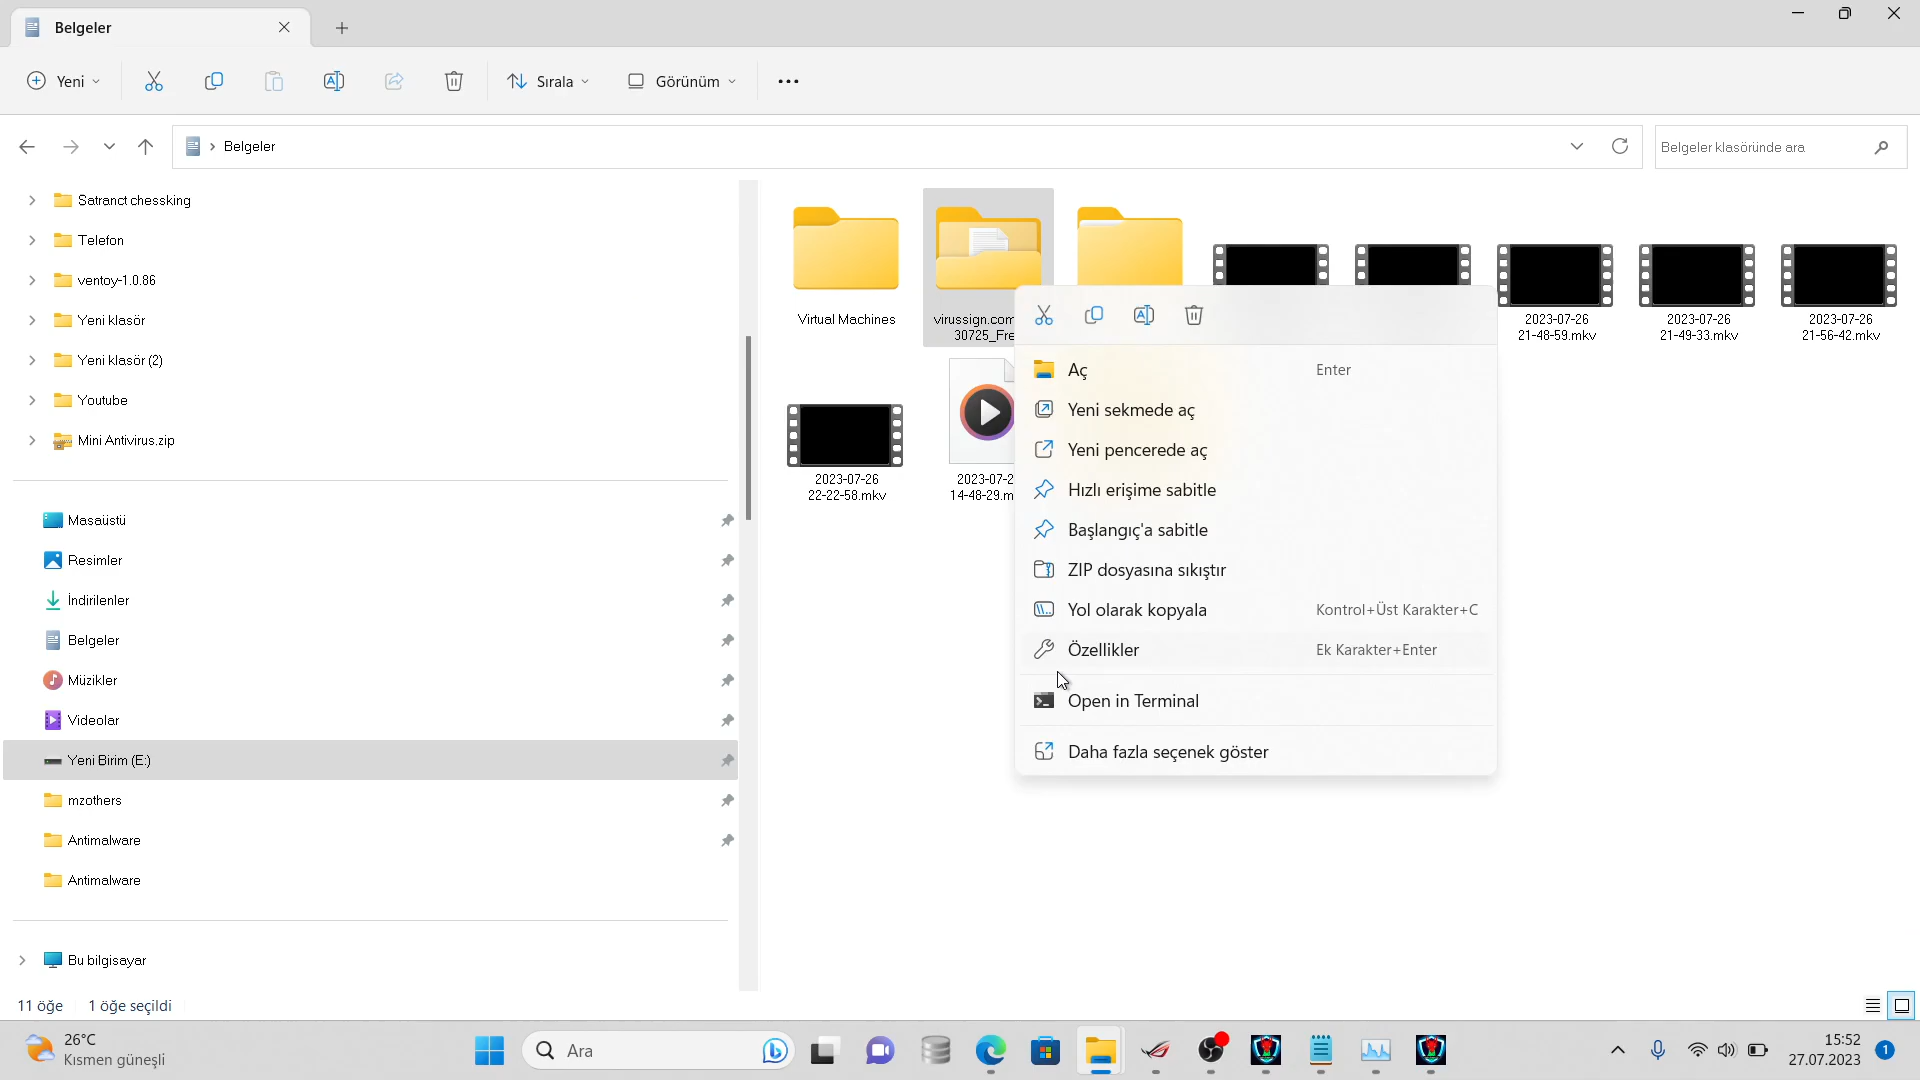 Belgeler
Yeni
Sırala
Görünüm
Belgeler
Belgeler klasöründe ara
Satranct chessking
Telefon
ventoy-1.0.86
Yeni klasör
Yeni klasör (2)
Youtube
Mini Antivirus.zip
Masaüstü
Resimler
İndirilenler
Belgeler
Müzikler
Videolar
Yeni Birim (E:)
mzothers
Antimalware
Antimalware
Bu bilgisayar
Virtual Machines
virussign.com
30725_Fre
2023-07-26
21-48-59.mkv
2023-07-26
21-49-33.mkv
2023-07-26
21-56-42.mkv
2023-07-26
22-22-58.mkv
2023-07-2
14-48-29.m
Aç Enter
Yeni sekmede aç
Yeni pencerede aç
Hızlı erişime sabitle
Başlangıç'a sabitle
ZIP dosyasına sıkıştır
Yol olarak kopyala Kontrol+Üst Karakter+C
Özellikler Ek Karakter+Enter
Open in Terminal
Daha fazla seçenek göster
11 öğe 1 öğe seçildi
26°C
Kısmen güneşli
Ara
15:52
27.07.2023
1